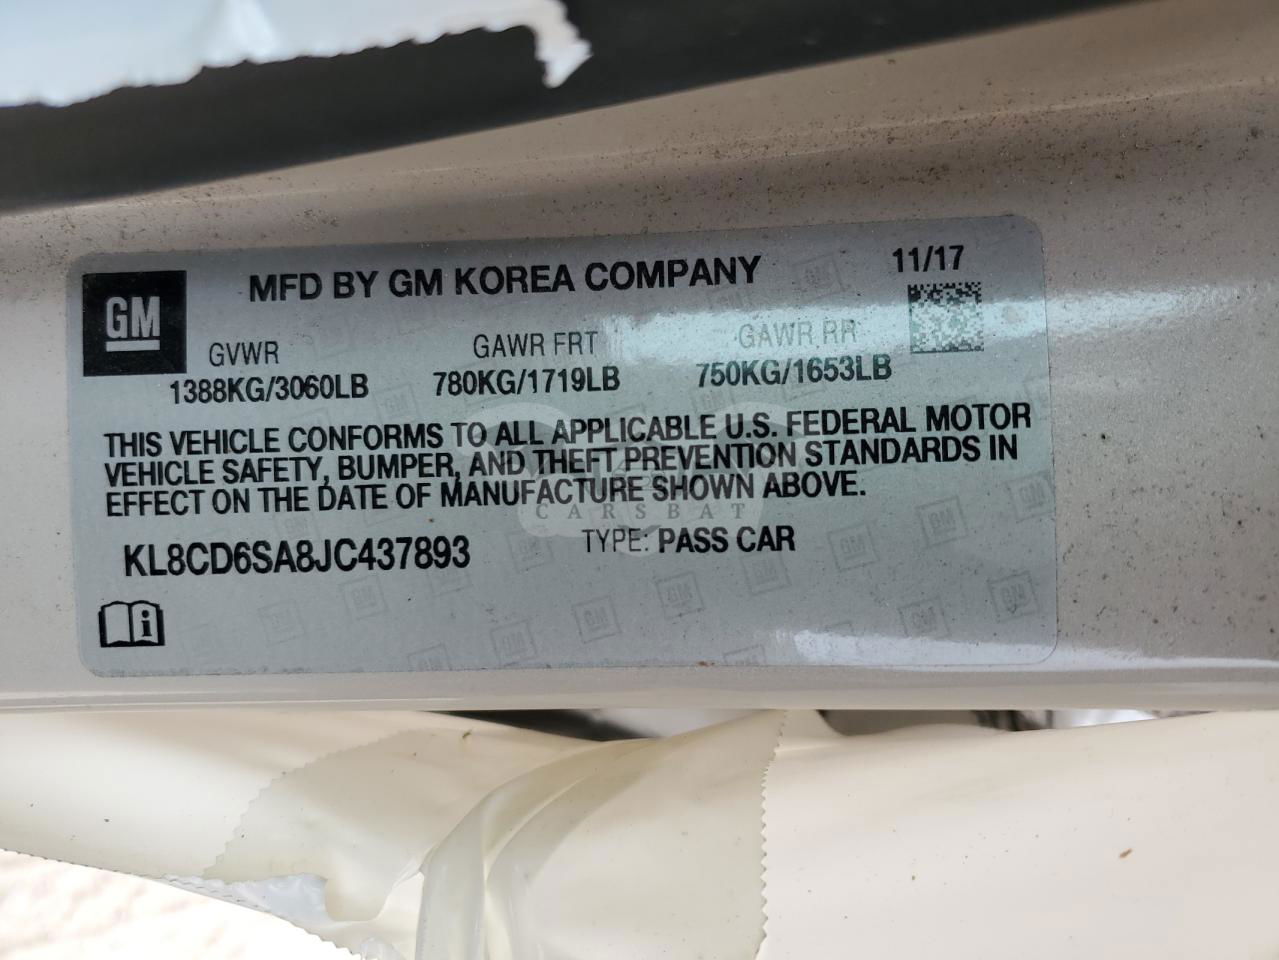 MFD BY GM KOREA COMPANY
11/17
GM
GVWR GAWR FRT GAWR RR
1388KG/3060LB 780KG/1719LB 750KG/1653LB
THIS VEHICLE CONFORMS TO ALL APPLICABLE U.S. FEDERAL MOTOR
VEHICLE SAFETY, BUMPER, AND THEFT PREVENTION STANDARDS IN
EFFECT ON THE DATE OF MANUFACTURE SHOWN ABOVE.
CARSBAT
KL8CD6SA8JC437893 TYPE: PASS CAR